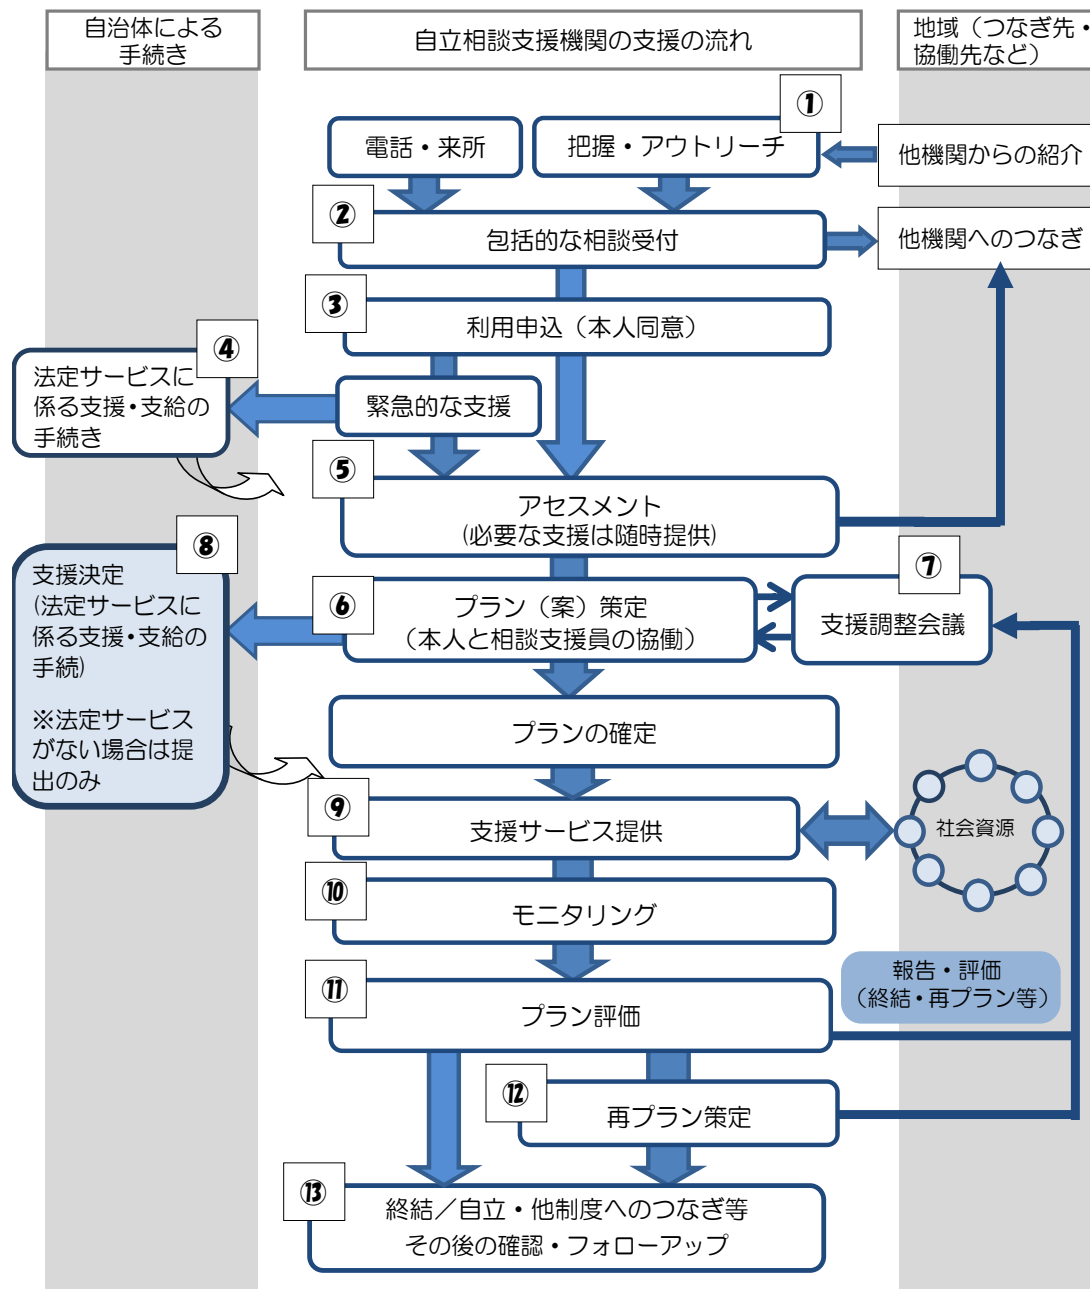 自治体による
手続き
自立相談支援機関の支援の流れ
地域（つなぎ先・
協働先など）
①
電話・来所
把握・アウトリーチ
他機関からの紹介
②
包括的な相談受付
他機関へのつなぎ
③
利用申込（本人同意）
④
法定サービスに
係る支援・支給の
手続き
緊急的な支援
⑤
アセスメント
(必要な支援は随時提供)
⑧
支援決定
(法定サービスに
係る支援・支給の
手続)
※法定サービス
がない場合は提
出のみ
⑥
プラン（案）策定
（本人と相談支援員の協働）
⑦
支援調整会議
プランの確定
⑨
支援サービス提供
社会資源
⑩
モニタリング
報告・評価
（終結・再プラン等）
⑪
プラン評価
⑫
再プラン策定
⑬
終結／自立・他制度へのつなぎ等
その後の確認・フォローアップ